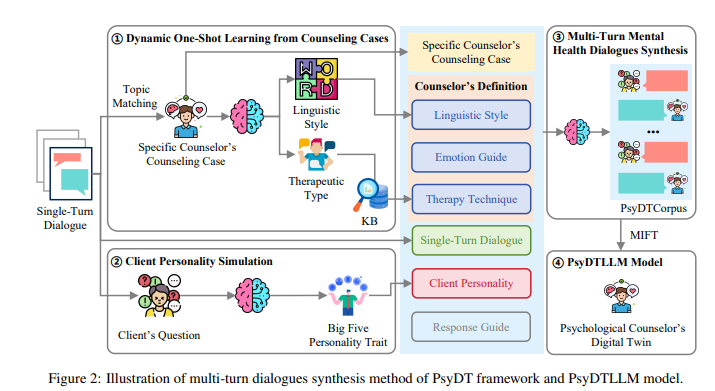 ① Dynamic One-Shot Learning from Counseling Cases
Topic
Matching
Specific Counselor's
Counseling Case
WORD
Linguistic
Style
Therapeutic
Type
KB
Single-Turn
Dialogue
② Client Personality Simulation
Client's Question
Big Five
Personality Trait
Specific Counselor's
Counseling Case
Counselor's Definition
Linguistic Style
Emotion Guide
Therapy Technique
Single-Turn Dialogue
Client Personality
Response Guide
③ Multi-Turn Mental
Health Dialogues Synthesis
...
PsyDTCorpus
MIFT
④ PsyDTLLM Model
Psychological Counselor's
Digital Twin
Figure 2: Illustration of multi-turn dialogues synthesis method of PsyDT framework and PsyDTLLM model.